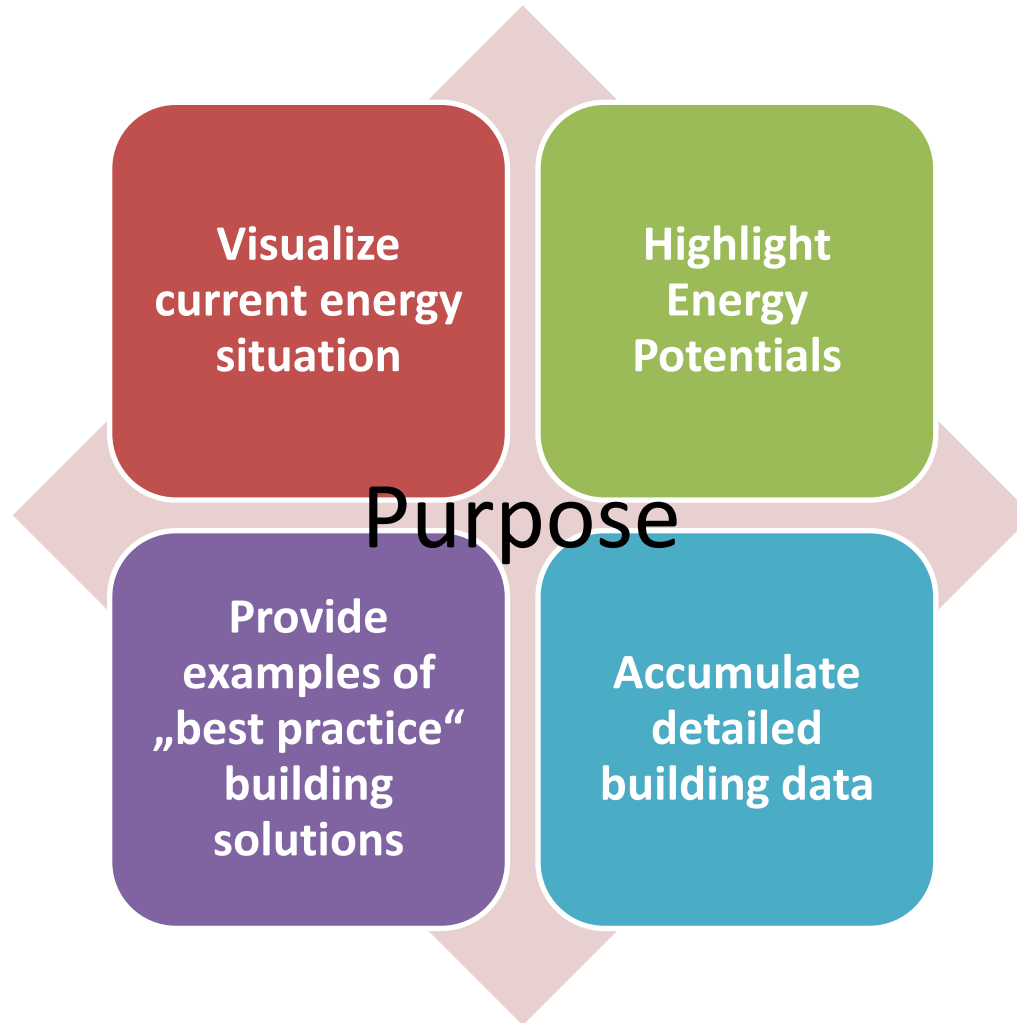 Visualize
current energy
situation
Highlight
Energy
Potentials
Purpose
Provide
examples of
„best practice“
building
solutions
Accumulate
detailed
building data